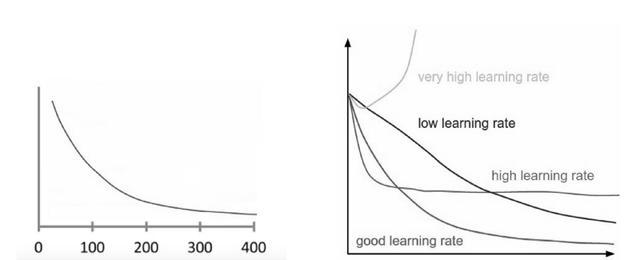 0 100 200 300 400
very high learning rate
low learning rate
high learning rate
good learning rate